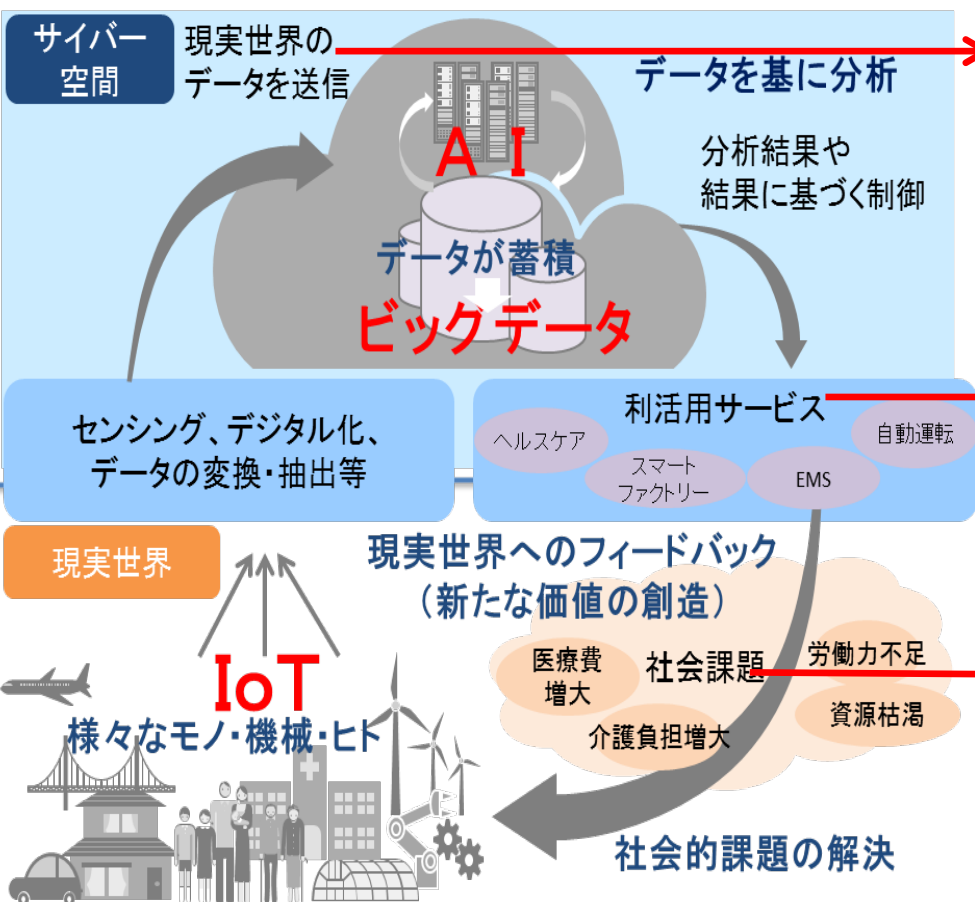 サイバー
空間
現実世界の
データを送信
データを基に分析
分析結果や
結果に基づく制御
AI
データが蓄積
ビックデータ
センシング、デジタル化、
データの変換・抽出等
利活用サービス
ヘルスケア
スマート
ファクトリー
EMS
自動運転
現実世界
現実世界へのフィードバック
（新たな価値の創造）
IoT
様々なモノ・機械・ヒト
医療費
増大
社会課題
労働力不足
介護負担増大
資源枯渇
社会的課題の解決